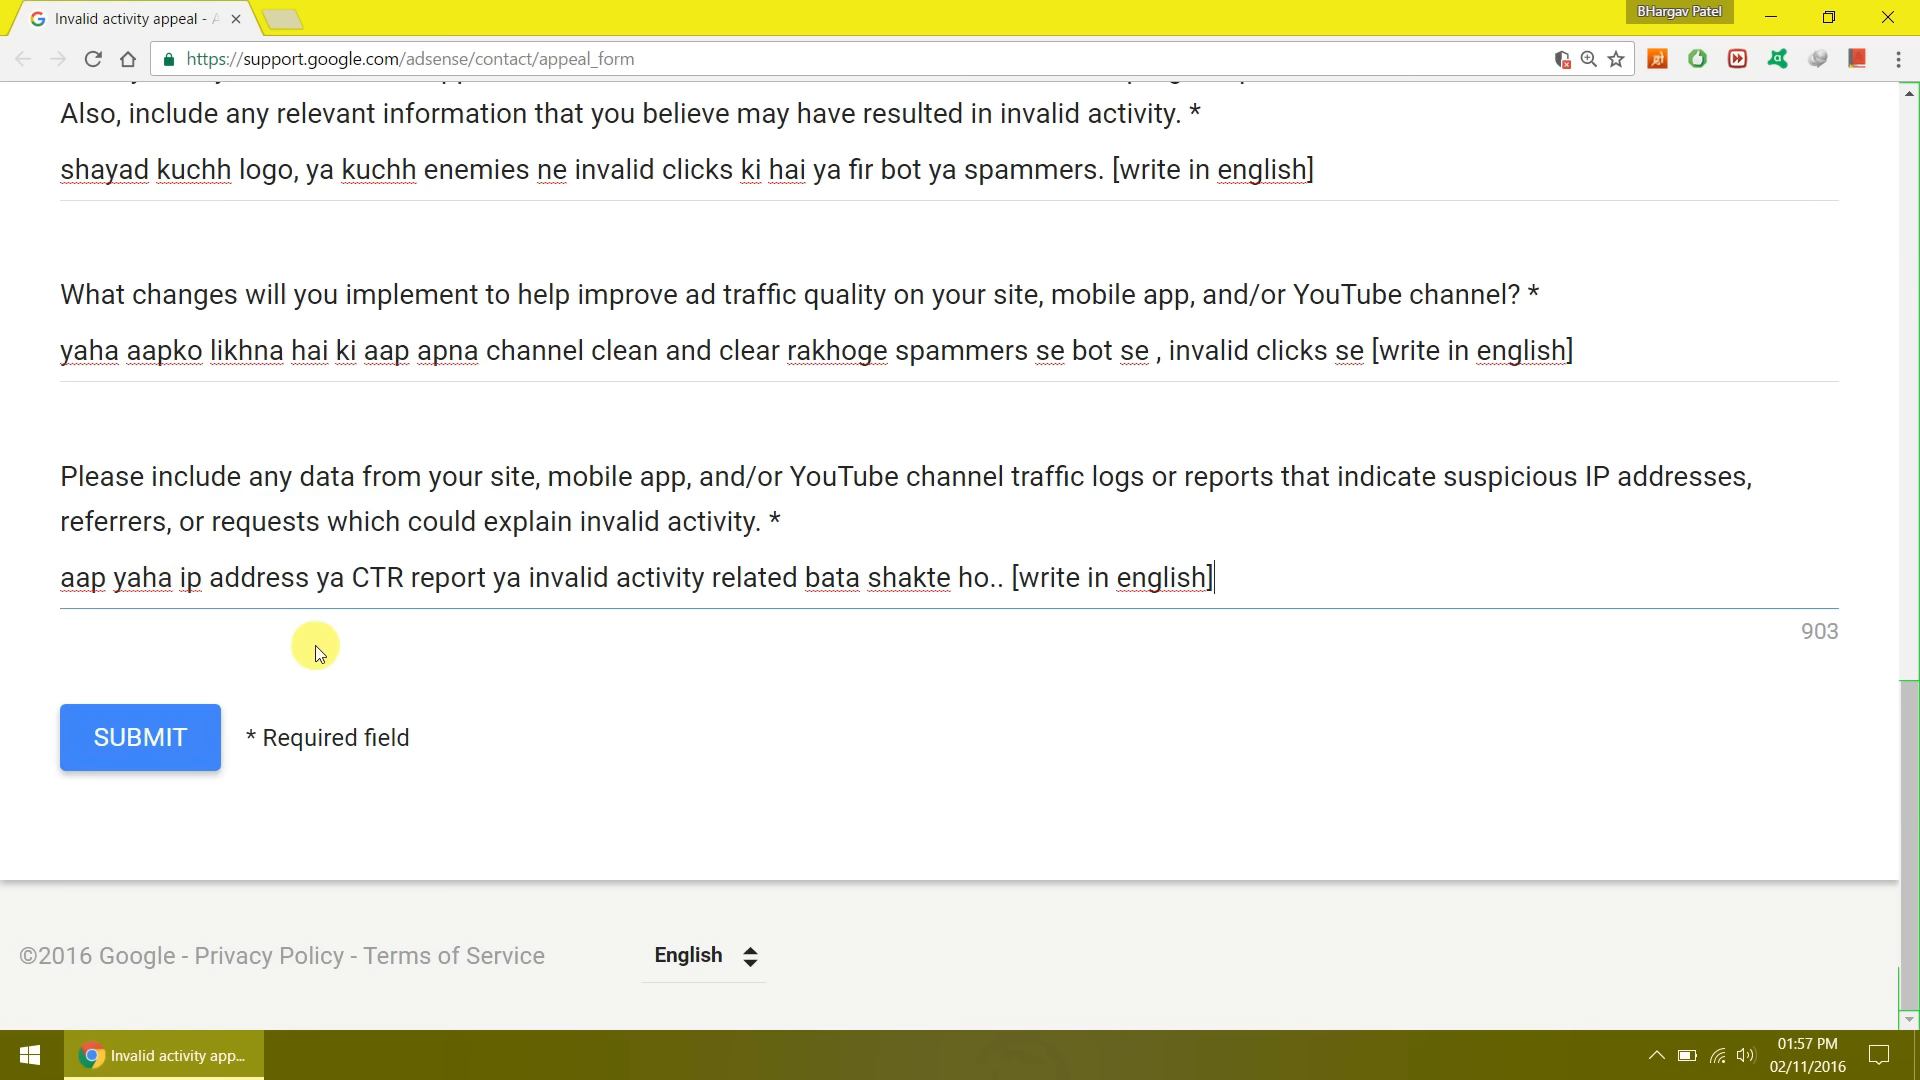 Invalid activity appeal - A
BHargav Patel
https://support.google.com/adsense/contact/appeal_form
Also, include any relevant information that you believe may have resulted in invalid activity. *
shayad kuchh logo, ya kuchh enemies ne invalid clicks ki hai ya fir bot ya spammers. [write in english]
What changes will you implement to help improve ad traffic quality on your site, mobile app, and/or YouTube channel? *
yaha aapko likhna hai ki aap apna channel clean and clear rakhoge spammers se bot se , invalid clicks se [write in english]
Please include any data from your site, mobile app, and/or YouTube channel traffic logs or reports that indicate suspicious IP addresses,
referrers, or requests which could explain invalid activity. *
aap yaha ip address ya CTR report ya invalid activity related bata shakte ho.. [write in english]
903
SUBMIT
* Required field
©2016 Google - Privacy Policy - Terms of Service
English
Invalid activity app...
01:57 PM
02/11/2016